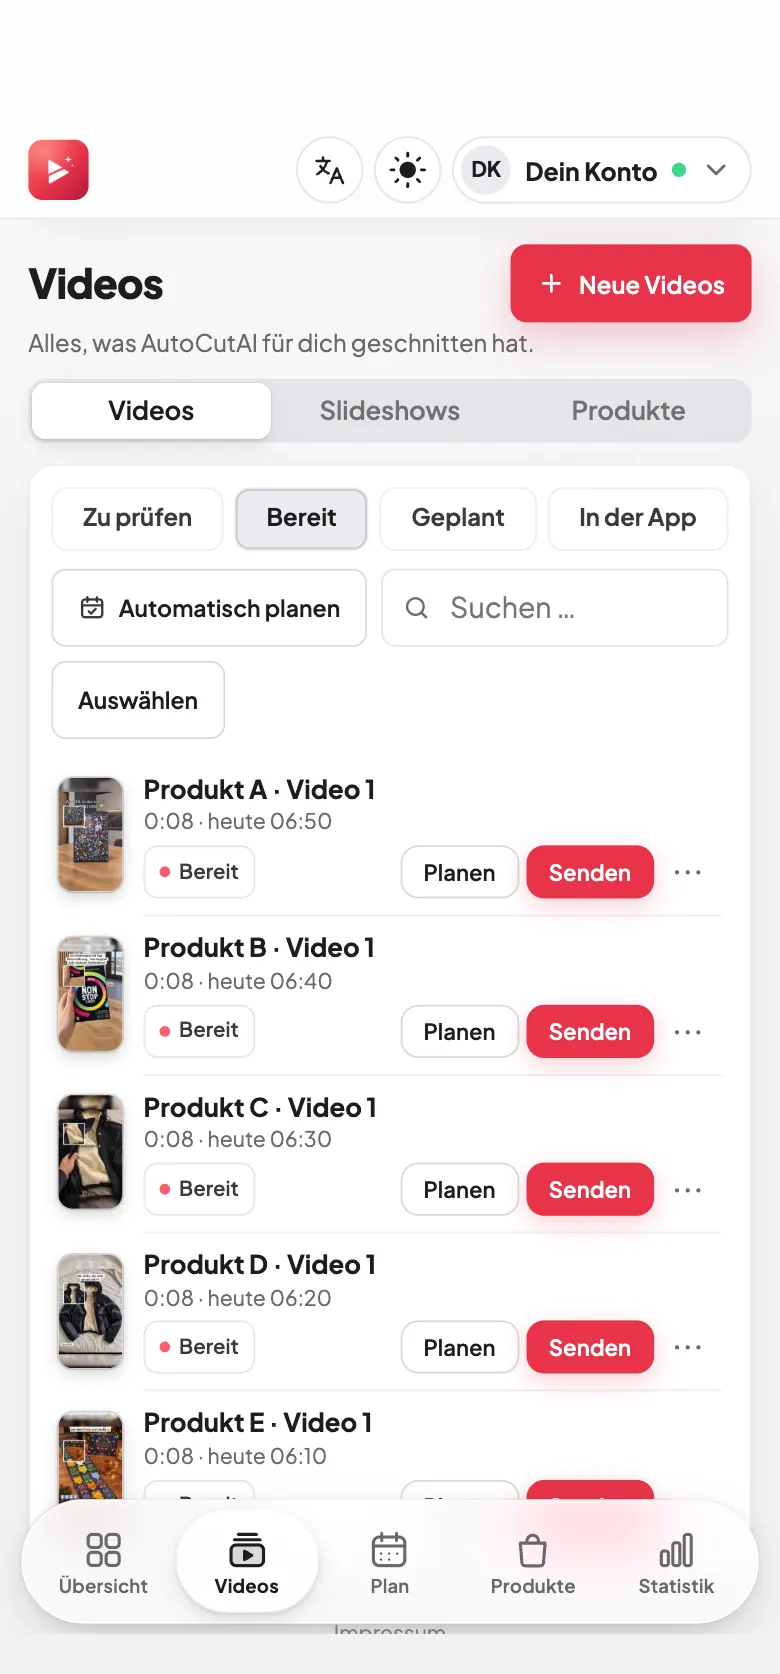 DK Dein Konto
Videos
+ Neue Videos
Alles, was AutoCutAI für dich geschnitten hat.
Videos Slideshows Produkte
Zu prüfen Bereit Geplant In der App
Automatisch planen Suchen ...
Auswählen
Produkt A · Video 1
0:08 · heute 06:50
Bereit Planen Senden ...
Produkt B · Video 1
0:08 · heute 06:40
NON
STOP
Bereit Planen Senden ...
Produkt C · Video 1
0:08 · heute 06:30
Bereit Planen Senden ...
Produkt D · Video 1
0:08 · heute 06:20
Bereit Planen Senden ...
Produkt E · Video 1
0:08 · heute 06:10
Übersicht Videos Plan Produkte Statistik
Impressum